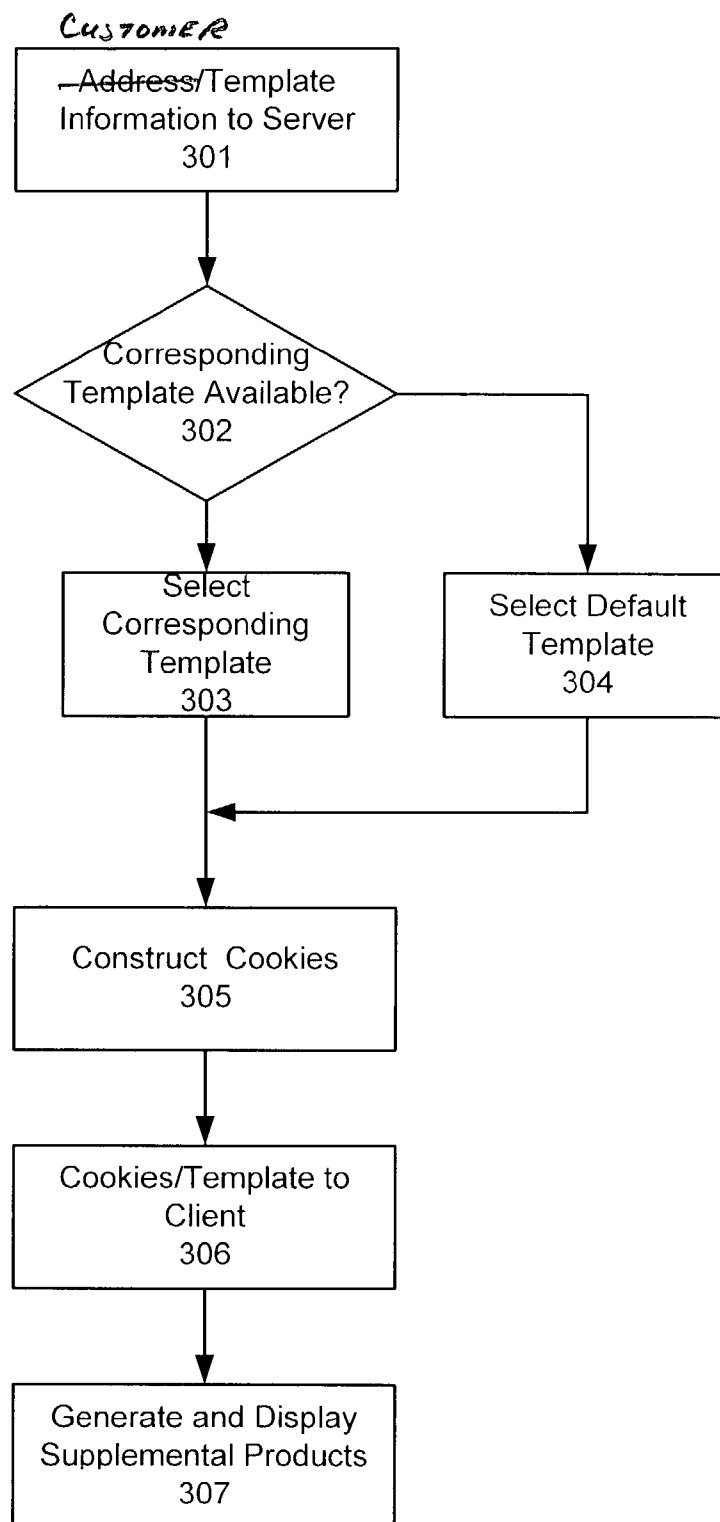 CUSTOMER
Address/Template
Information to Server
301
Corresponding
Template Available?
302
Select
Corresponding
Template
303
Select Default
Template
304
Construct Cookies
305
Cookies/Template to
Client
306
Generate and Display
Supplemental Products
307